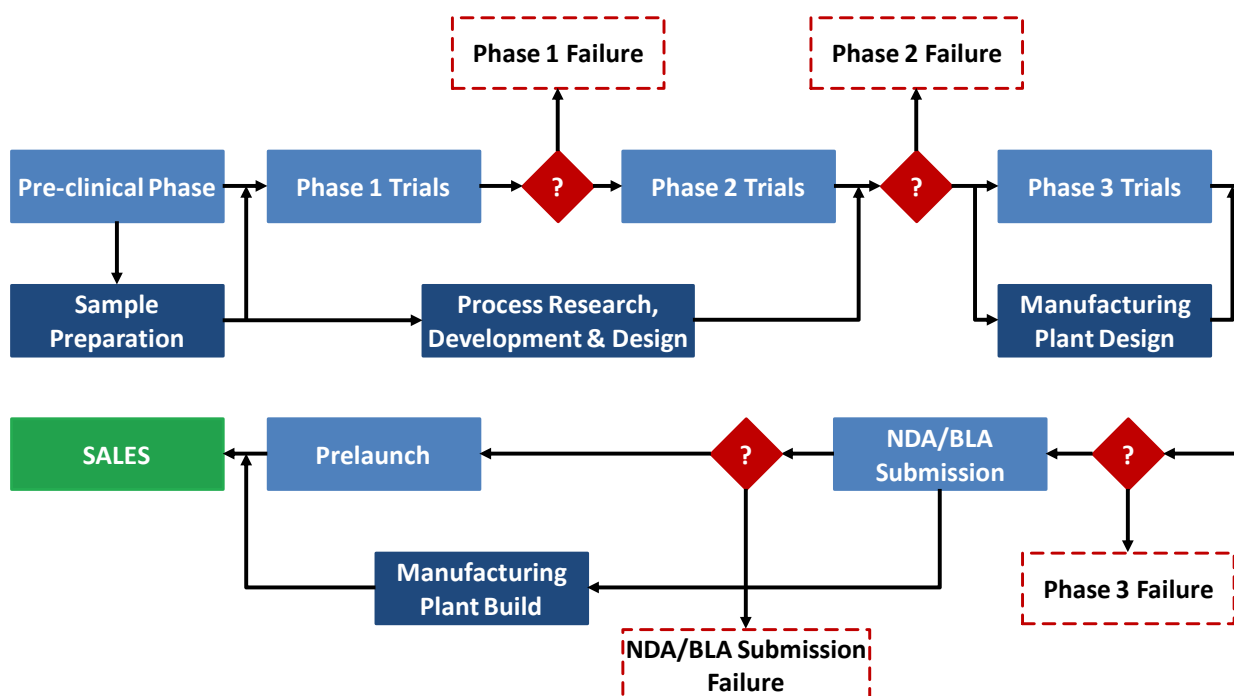 Phase 1 Failure
Phase 2 Failure
Pre-clinical Phase
Phase 1 Trials
?
Phase 2 Trials
?
Phase 3 Trials
Sample
Preparation
Process Research,
Development & Design
Manufacturing
Plant Design
SALES
Prelaunch
?
NDA/BLA
Submission
?
Manufacturing
Plant Build
Phase 3 Failure
NDA/BLA Submission
Failure